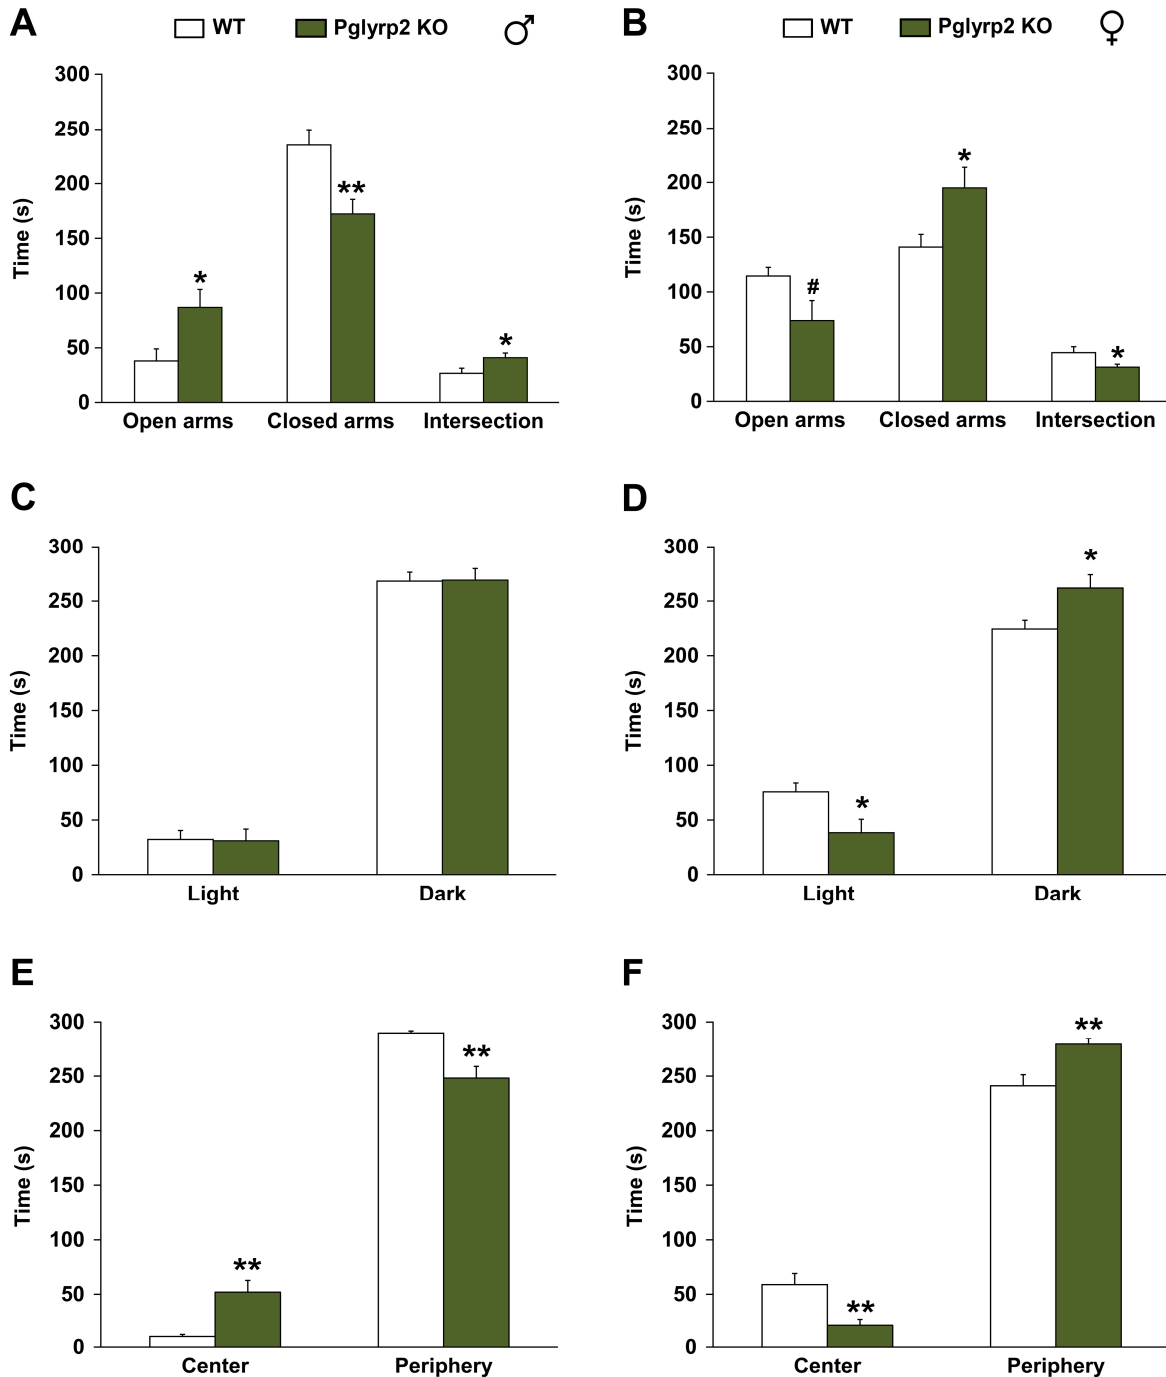 A
WT
Pglyrp2 KO
♂
B
WT
Pglyrp2 KO
♀
300
250
200
150
100
50
0
Time (s)
*
**
*
Open arms
Closed arms
Intersection
300
250
200
150
100
50
0
Time (s)
#
*
*
Open arms
Closed arms
Intersection
C
300
250
200
150
100
50
0
Time (s)
Light
Dark
D
300
250
200
150
100
50
0
Time (s)
*
*
Light
Dark
E
300
250
200
150
100
50
0
Time (s)
**
**
Center
Periphery
F
300
250
200
150
100
50
0
Time (s)
**
**
Center
Periphery